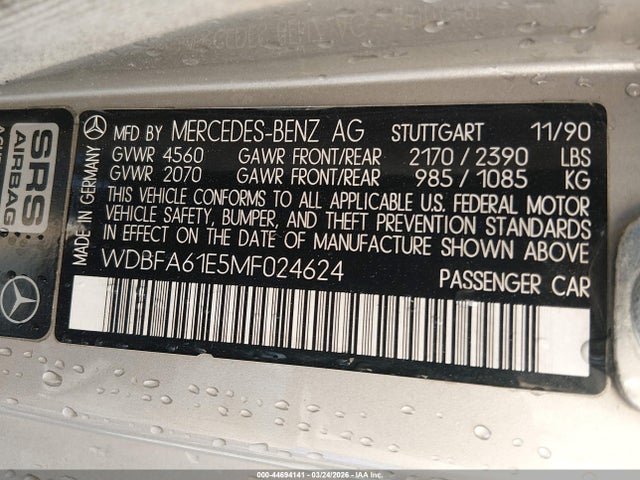 MFD BY MERCEDES-BENZ AG STUTTGART 11/90
GVWR 4560 GAWR FRONT/REAR 2170 / 2390 LBS
GVWR 2070 GAWR FRONT/REAR 985 / 1085 KG
THIS VEHICLE CONFORMS TO ALL APPLICABLE U.S. FEDERAL MOTOR
VEHICLE SAFETY, BUMPER, AND THEFT PREVENTION STANDARDS
IN EFFECT ON THE DATE OF MANUFACTURE SHOWN ABOVE
WDBFA61E5MF024624 PASSENGER CAR
MADE IN GERMANY
SRS
AIRBAG
000-44694141 - 03/24/2026 - IAA Inc.